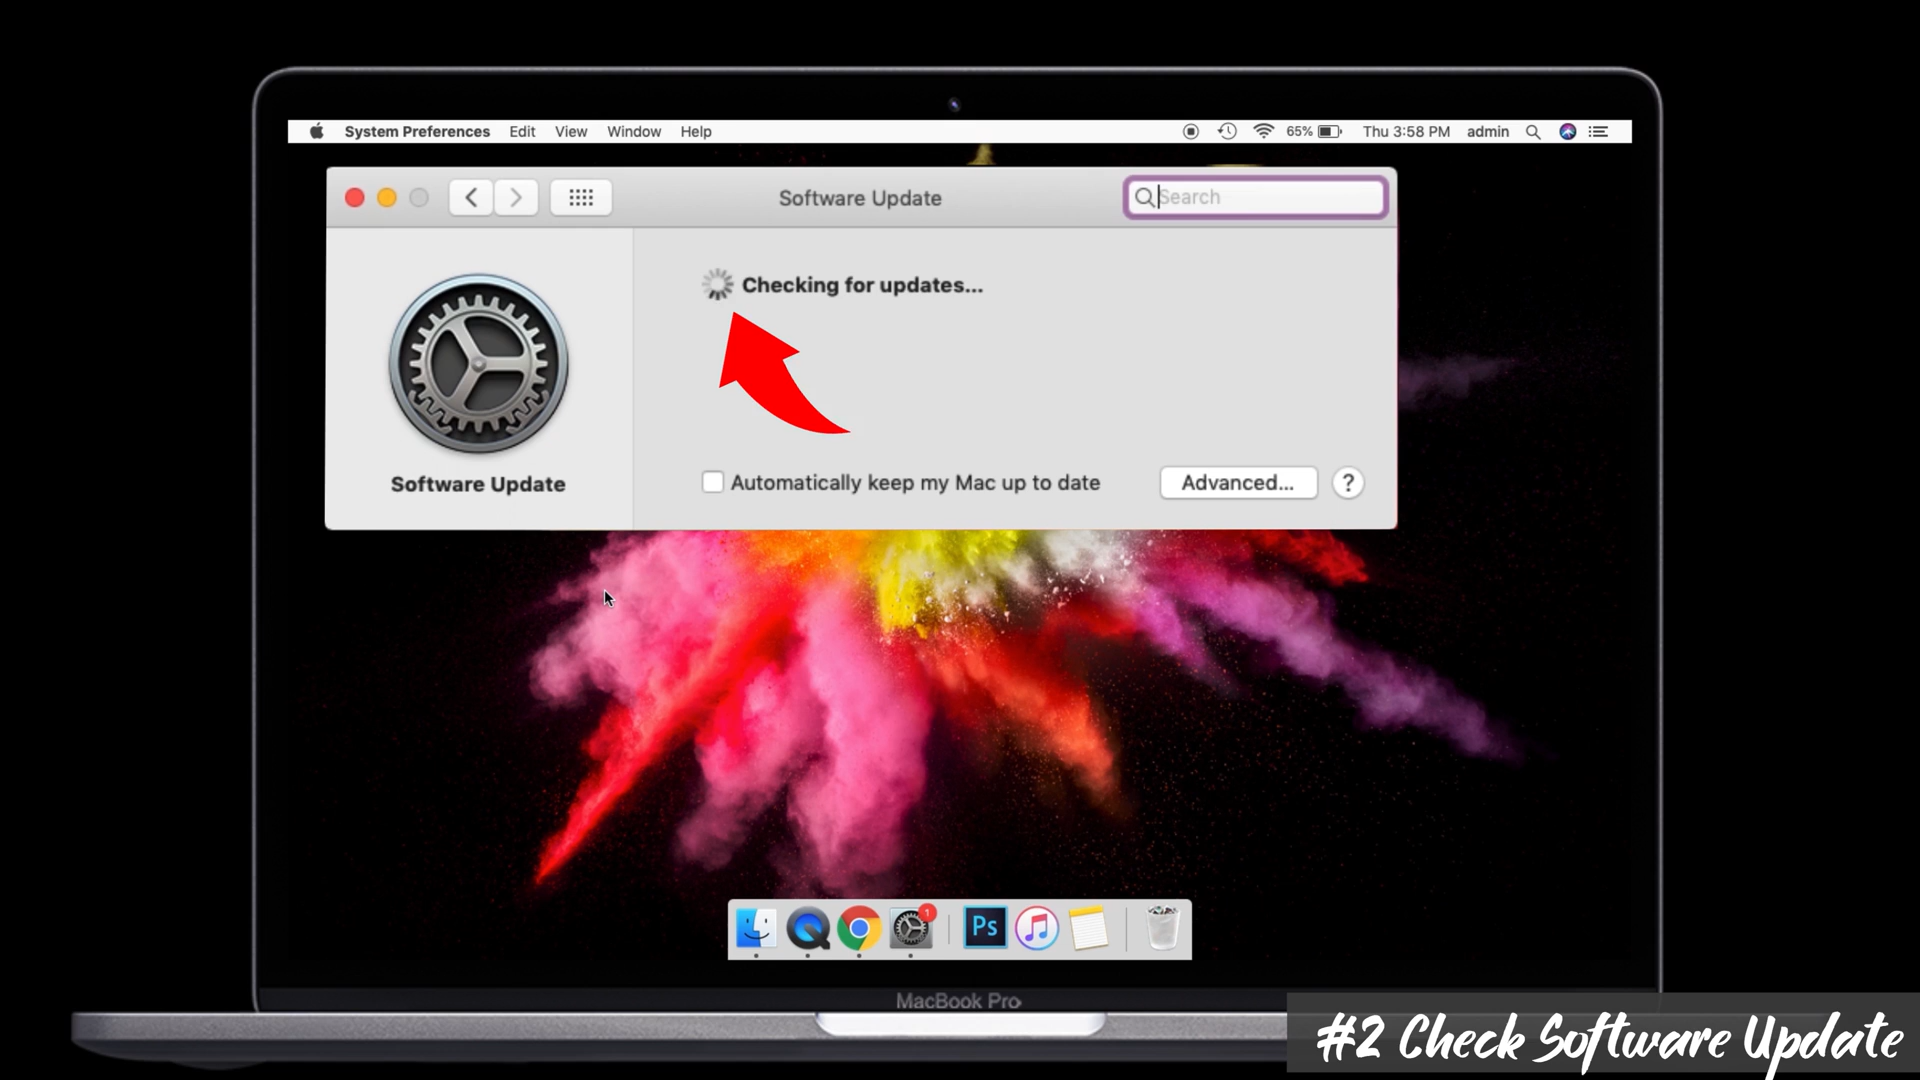 System Preferences Edit View Window Help 65% Thu 3:58 PM admin
Software Update
Search
Checking for updates...
Software Update
Automatically keep my Mac up to date
Advanced...
?
1
Ps
MacBook Pro
#2 Check Software Update